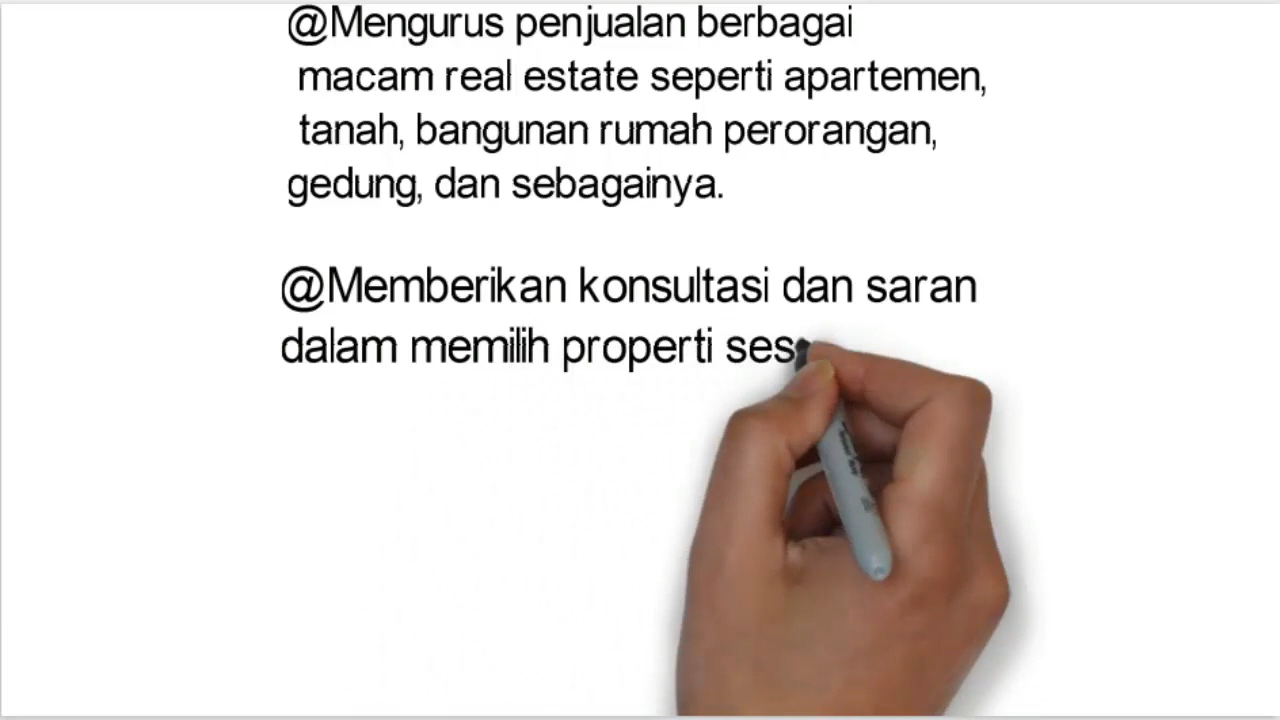 @Mengurus penjualan berbagai
macam real estate seperti apartemen,
tanah, bangunan rumah perorangan,
gedung, dan sebagainya.
@Memberikan konsultasi dan saran
dalam memilih properti ses